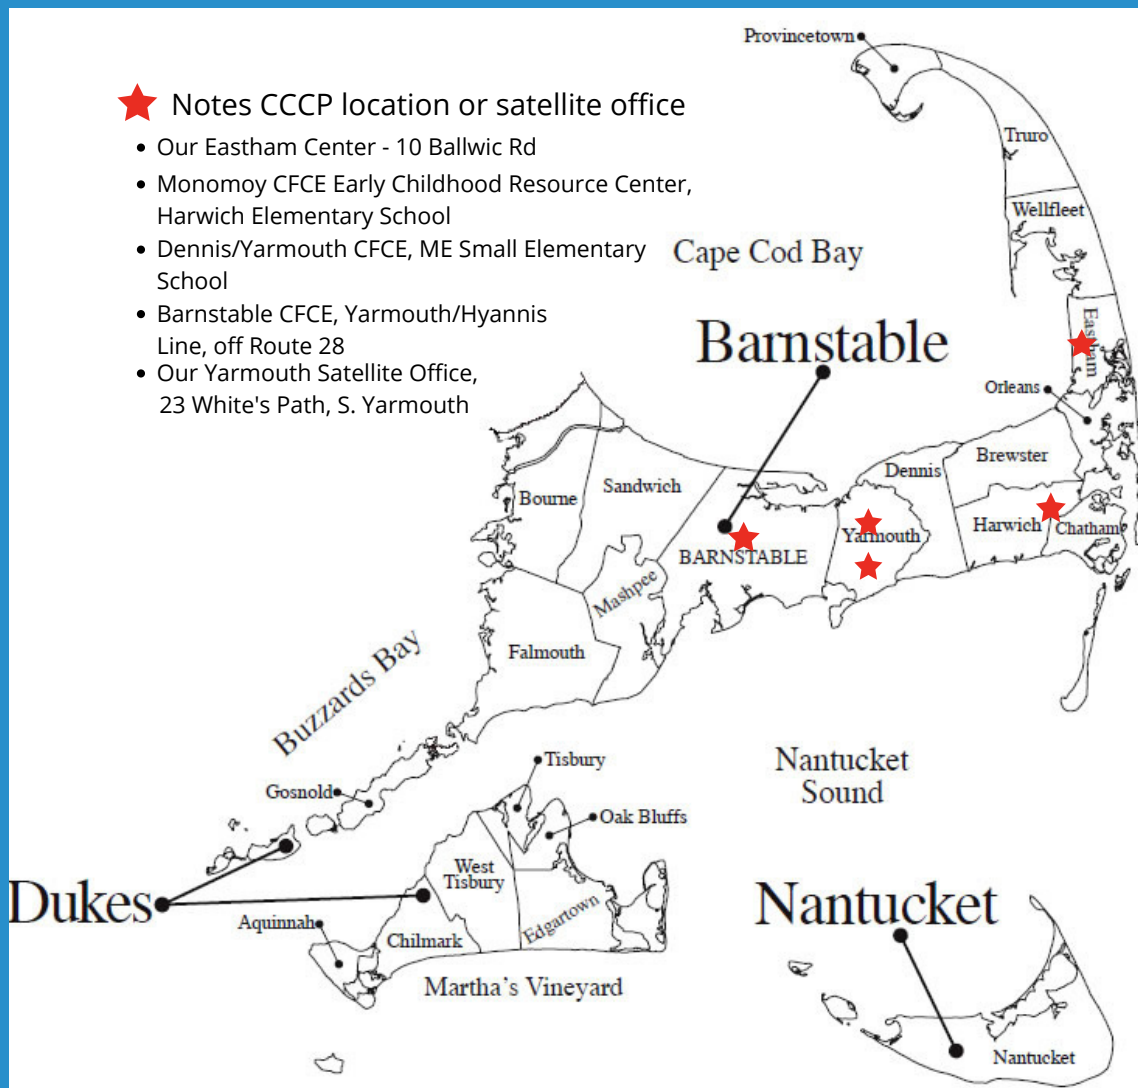 Provincetown
Notes CCCP location or satellite office
• Our Eastham Center - 10 Ballwic Rd
• Monomoy CFCE Early Childhood Resource Center,
Harwich Elementary School
• Dennis/Yarmouth CFCE, ME Small Elementary
School
• Barnstable CFCE, Yarmouth/Hyannis
Line, off Route 28
• Our Yarmouth Satellite Office,
23 White's Path, S. Yarmouth
Truro
Wellfleet
Cape Cod Bay
Eastham
Barnstable
Orleans
Brewster
Dennis
Sandwich
Bourne
Harwich
Chatham
Yarmouth
BARNSTABLE
Mashpee
Falmouth
Buzzards Bay
Nantucket
Sound
Tisbury
Gosnold
Oak Bluffs
West
Tisbury
Dukes
Nantucket
Edgartown
Aquinnah
Chilmark
Martha's Vineyard
Nantucket